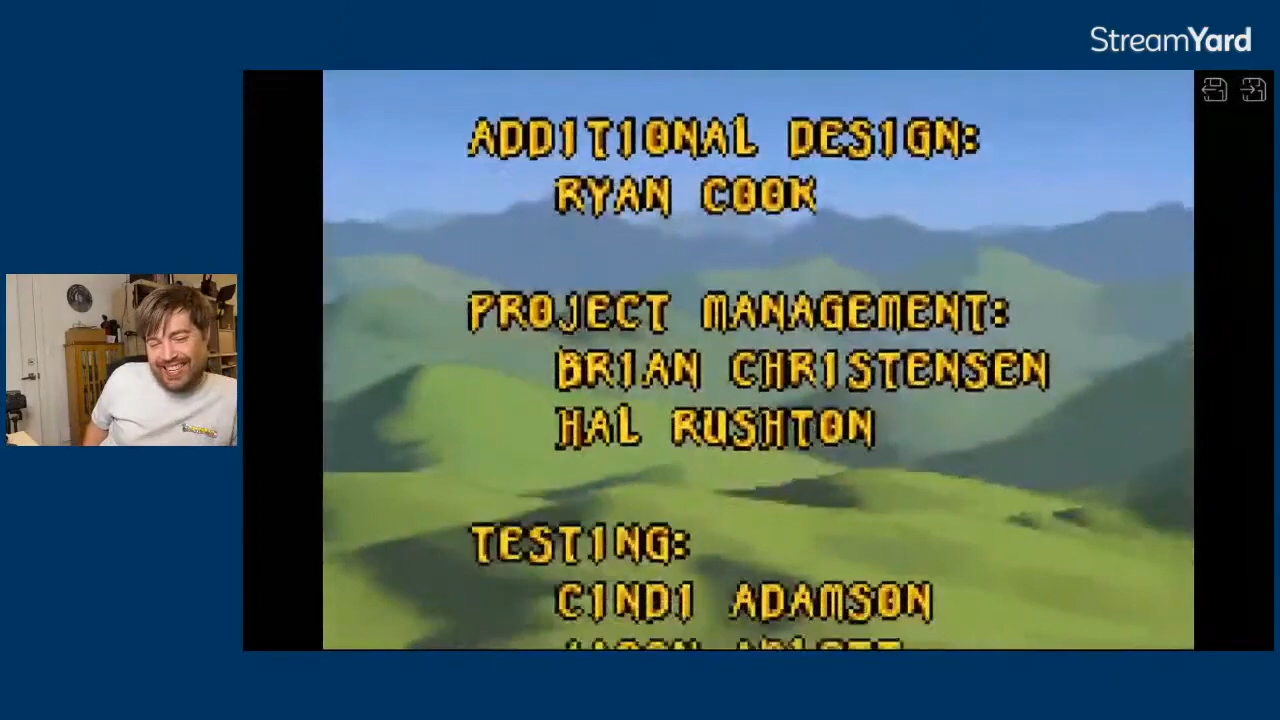 StreamYard
ADDITIONAL DESIGN:
RYAN COOK
PROJECT MANAGEMENT:
BRIAN CHRISTENSEN
HAL RUSHTON
TESTING:
CINDI ADAMSON